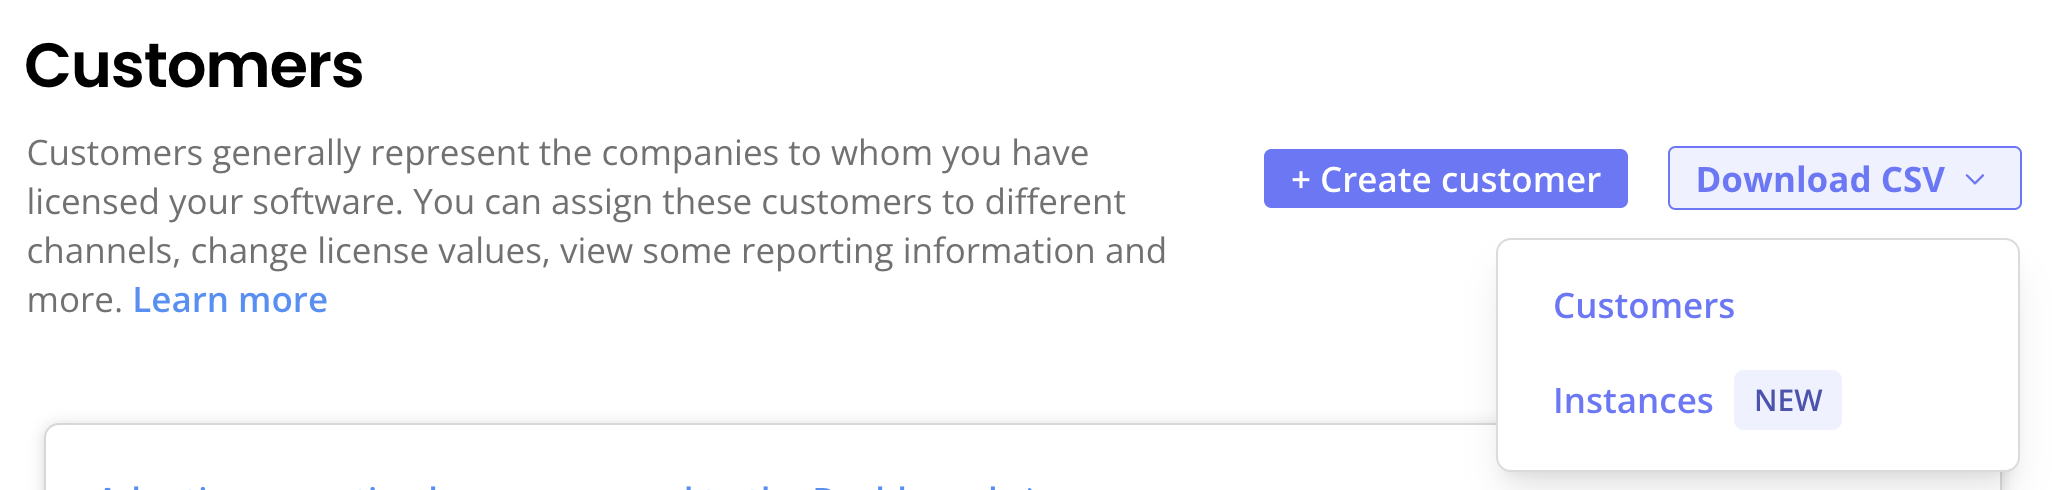 Customers
Customers generally represent the companies to whom you have
licensed your software. You can assign these customers to different
channels, change license values, view some reporting information and
more. Learn more
+ Create customer
Download CSV
Customers
Instances NEW